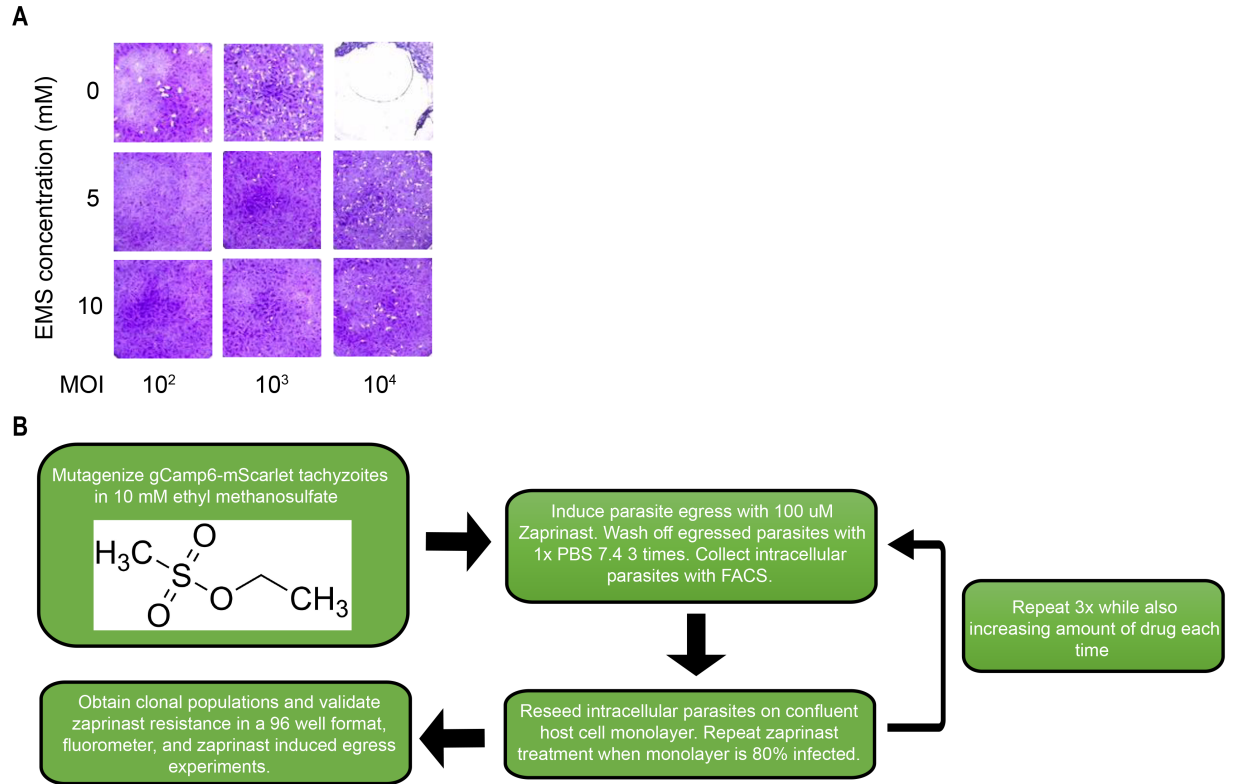 A
EMS concentration (mM)
0
5
10
MOI
10²
10³
10⁴
B
Mutagenize gCamp6-mScarlet tachyzoites
in 10 mM ethyl methanosulfate
H₃C
O
S
O
O
CH₃
Induce parasite egress with 100 uM
Zaprinast. Wash off egressed parasites with
1x PBS 7.4 3 times. Collect intracellular
parasites with FACS.
Repeat 3x while also
increasing amount of drug each
time
Reseed intracellular parasites on confluent
host cell monolayer. Repeat zaprinast
treatment when monolayer is 80% infected.
Obtain clonal populations and validate
zaprinast resistance in a 96 well format,
fluorometer, and zaprinast induced egress
experiments.